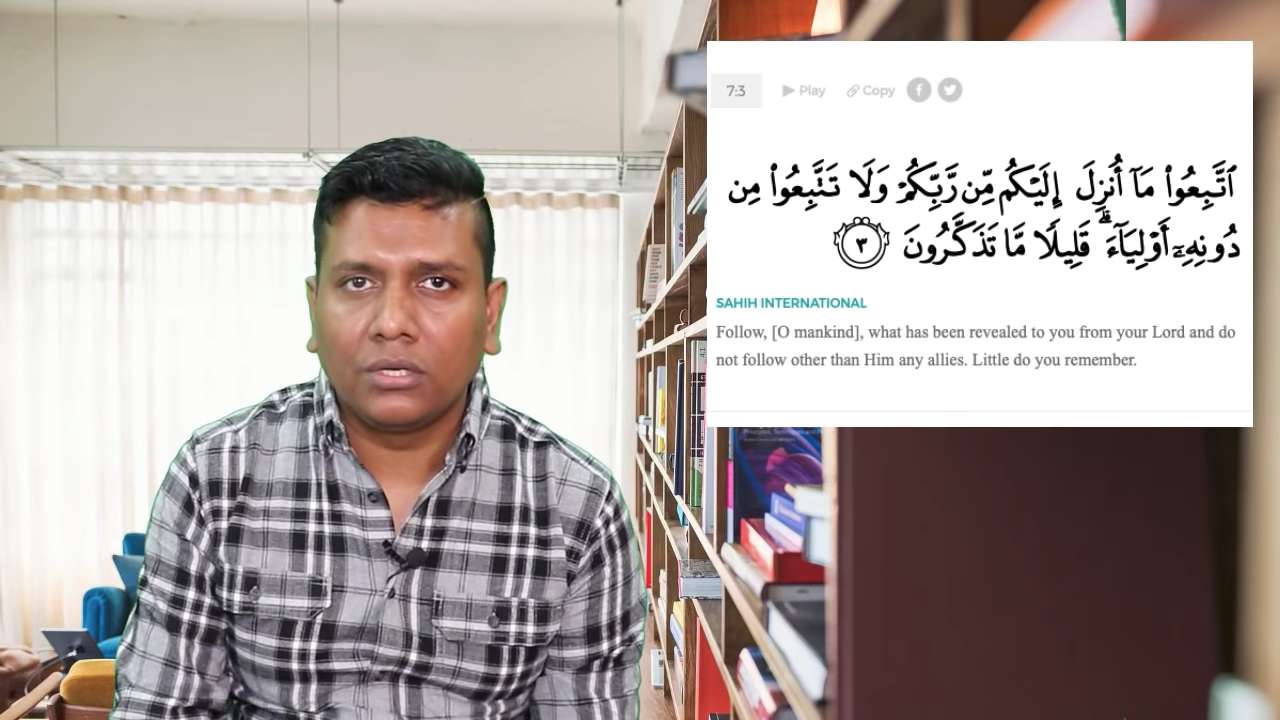 7:3 Play Copy
ٱتَّبِعُوا۟ مَآ أُنزِلَ إِلَيْكُم مِّن رَّبِّكُمْ وَلَا تَتَّبِعُوا۟ مِن
دُونِهِۦٓ أَوْلِيَآءَ ۗ قَلِيلًا مَّا تَذَكَّرُونَ ٣
SAHIH INTERNATIONAL
Follow, [O mankind], what has been revealed to you from your Lord and do
not follow other than Him any allies. Little do you remember.